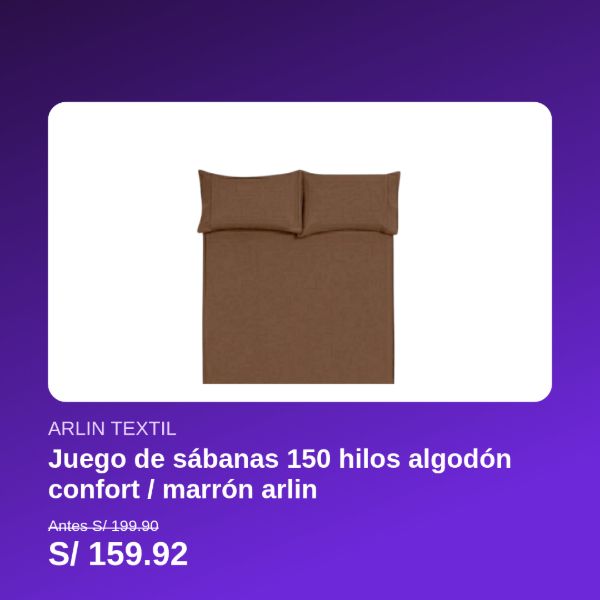 ARLIN TEXTIL
Juego de sábanas 150 hilos algodón
confort / marrón arlin
Antes S/ 199.90
S/ 159.92